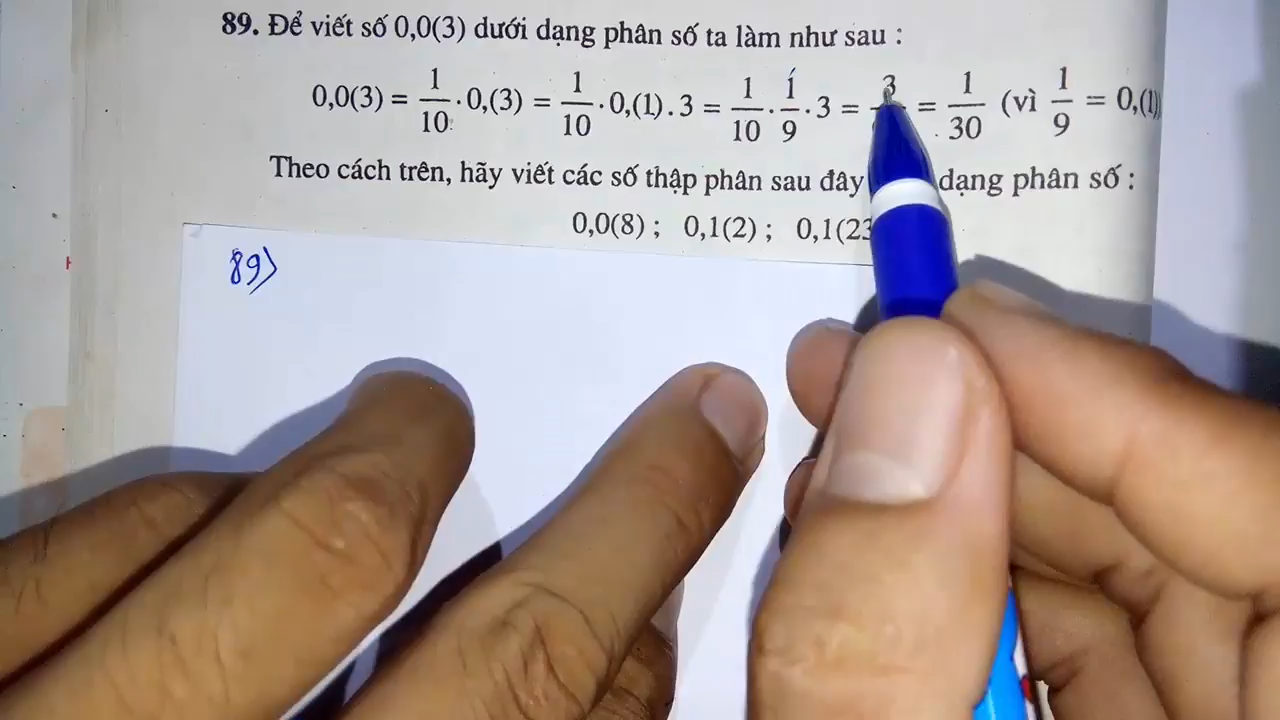 89. Để viết số 0,0(3) dưới dạng phân số ta làm như sau :
0,0(3) = 1/10 . 0,(3) = 1/10 . 0,(1) . 3 = 1/10 . 1/9 . 3 = 3 = 1/30 (vì 1/9 = 0,(1)
Theo cách trên, hãy viết các số thập phân sau đây dạng phân số :
0,0(8) ; 0,1(2) ; 0,1(23
89)